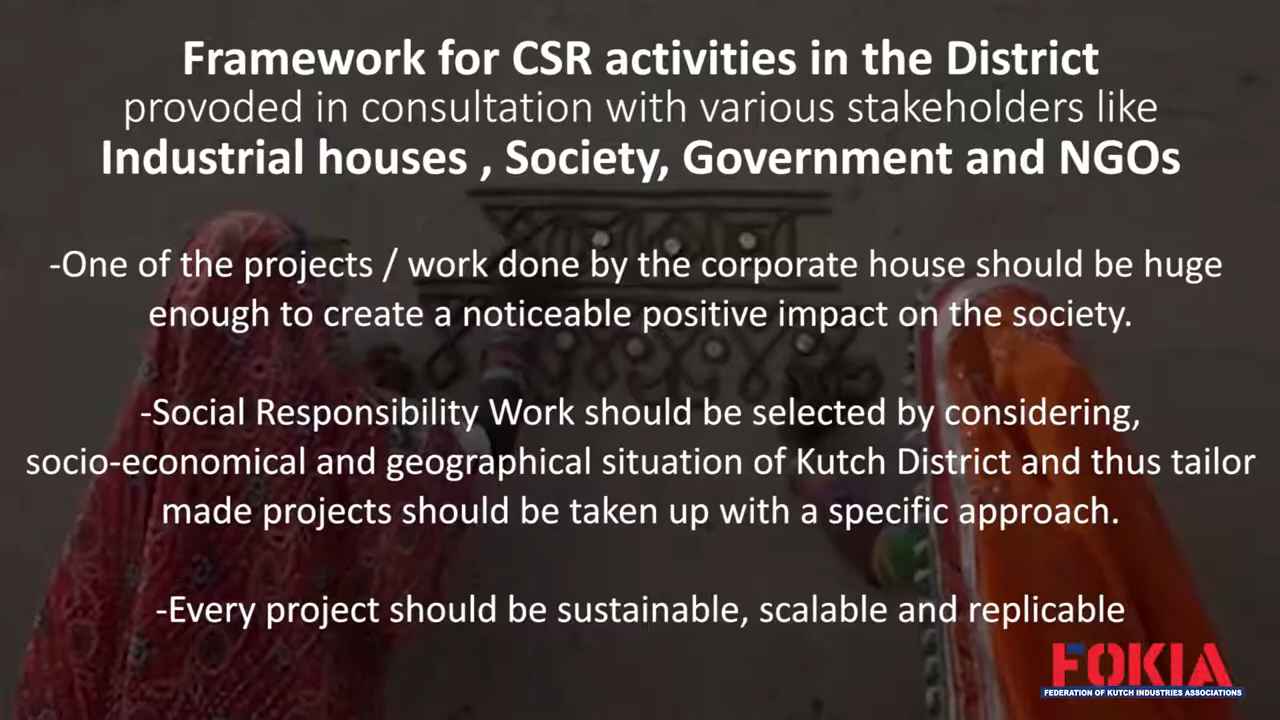 Framework for CSR activities in the District
provoded in consultation with various stakeholders like
Industrial houses , Society, Government and NGOs
-One of the projects / work done by the corporate house should be huge
enough to create a noticeable positive impact on the society.
-Social Responsibility Work should be selected by considering,
socio-economical and geographical situation of Kutch District and thus tailor
made projects should be taken up with a specific approach.
-Every project should be sustainable, scalable and replicable
FOKIA
FEDERATION OF KUTCH INDUSTRIES ASSOCIATIONS